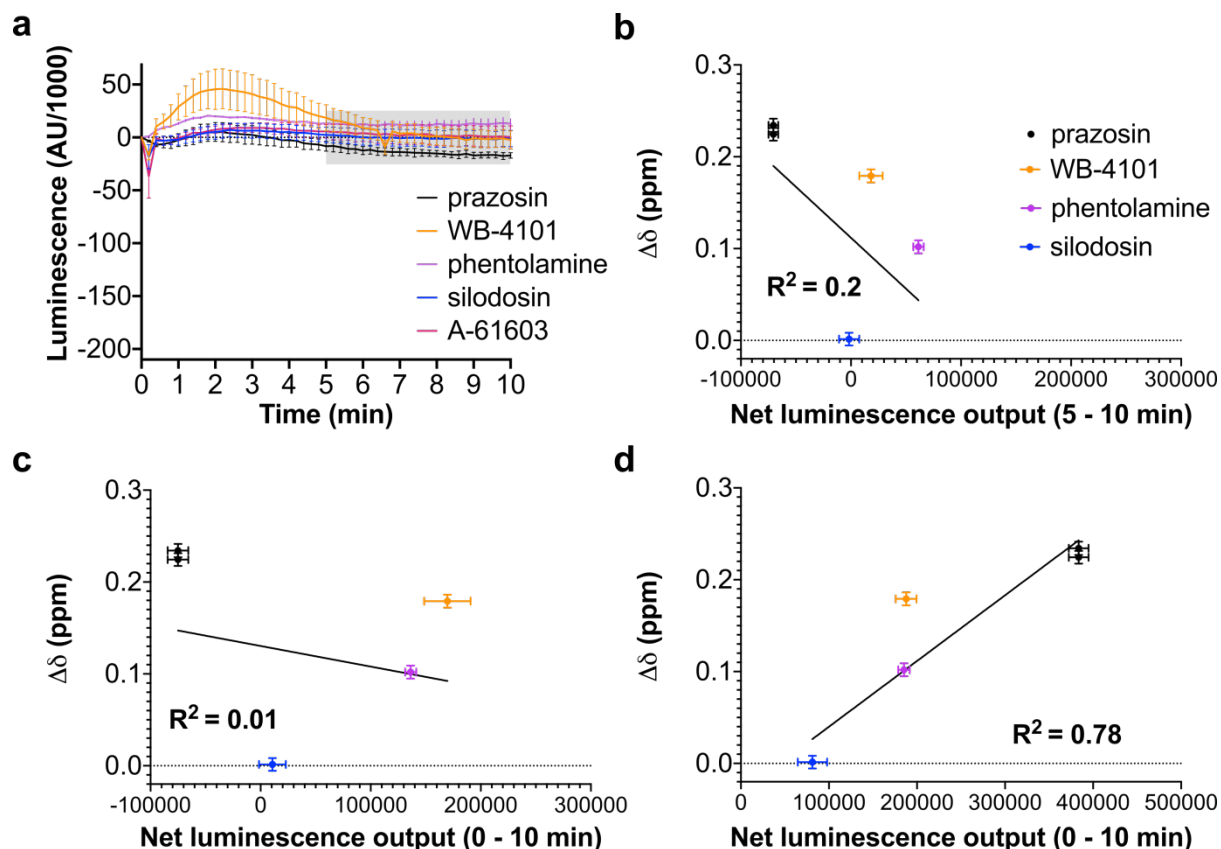 a
Luminescence (AU/1000)
50
0
-50
-100
-150
-200
0 1 2 3 4 5 6 7 8 9 10
Time (min)
prazosin
WB-4101
phentolamine
silodosin
A-61603
b
Δδ (ppm)
0.3
0.2
0.1
0.0
-100000 0 100000 200000 300000
Net luminescence output (5 - 10 min)
R² = 0.2
prazosin
WB-4101
phentolamine
silodosin
c
Δδ (ppm)
0.3
0.2
0.1
0.0
-100000 0 100000 200000 300000
Net luminescence output (0 - 10 min)
R² = 0.01
d
Δδ (ppm)
0.3
0.2
0.1
0.0
0 100000 200000 300000 400000 500000
Net luminescence output (0 - 10 min)
R² = 0.78